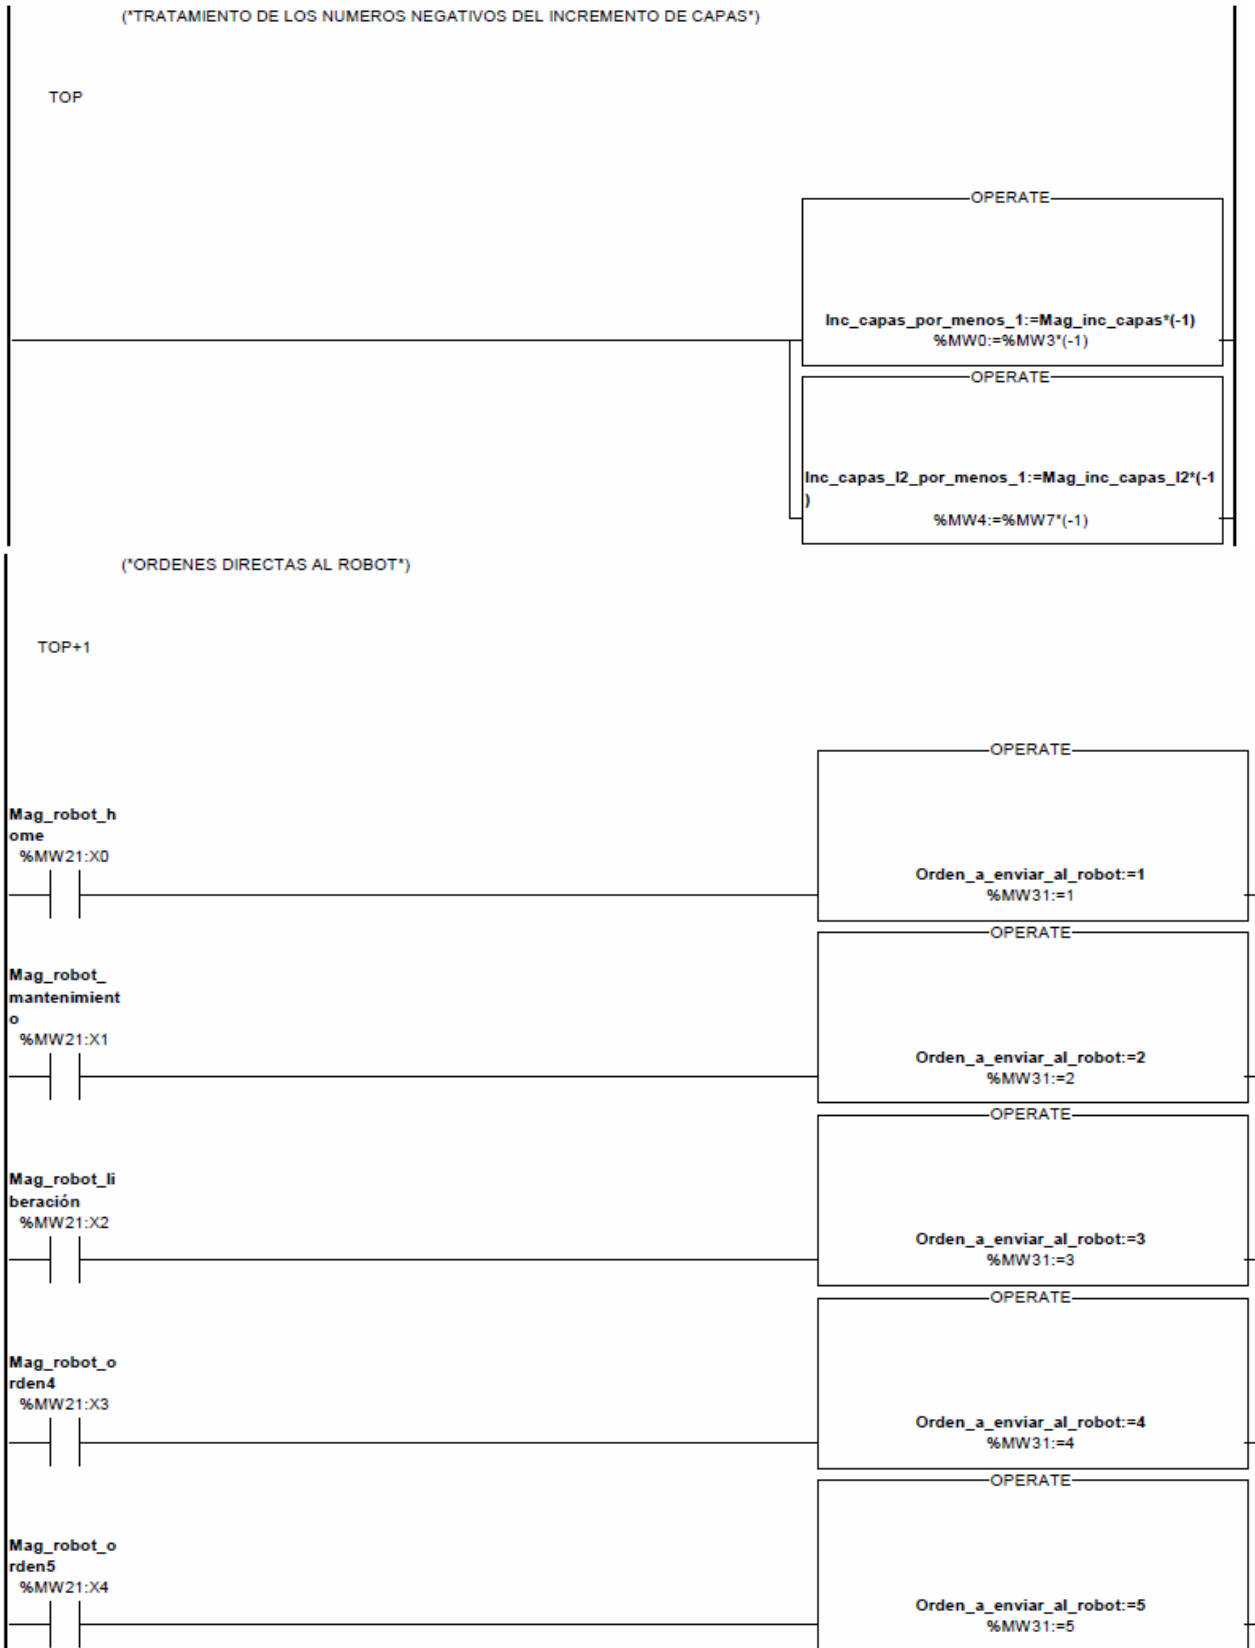 ("TRATAMIENTO DE LOS NUMEROS NEGATIVOS DEL INCREMENTO DE CAPAS")
TOP
OPERATE
Inc_capas_por_menos_1:=Mag_inc_capas*(-1)
%MW0:=%MW3*(-1)
OPERATE
Inc_capas_l2_por_menos_1:=Mag_inc_capas_l2*(-1
)
%MW4:=%MW7*(-1)
("ORDENES DIRECTAS AL ROBOT")
TOP+1
OPERATE
Mag_robot_h
ome
%MW21:X0
Orden_a_enviar_al_robot:=1
%MW31:=1
OPERATE
Mag_robot_
mantenimient
o
%MW21:X1
Orden_a_enviar_al_robot:=2
%MW31:=2
OPERATE
Mag_robot_li
beración
%MW21:X2
Orden_a_enviar_al_robot:=3
%MW31:=3
OPERATE
Mag_robot_o
rden4
%MW21:X3
Orden_a_enviar_al_robot:=4
%MW31:=4
OPERATE
Mag_robot_o
rden5
%MW21:X4
Orden_a_enviar_al_robot:=5
%MW31:=5